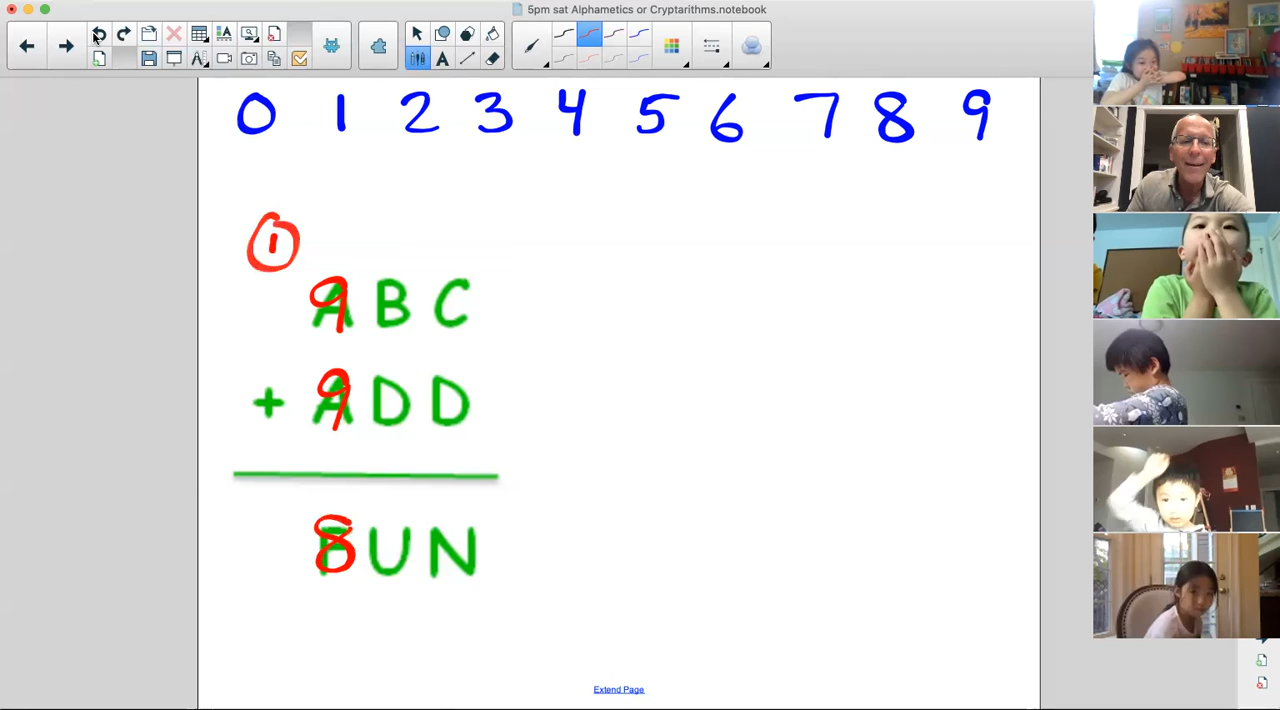 5pm sat Alphametics or Cryptarithms.notebook
0 1 2 3 4 5 6 7 8 9
1
9
A B C
9
+ A D D
8
F U N
Extend Page